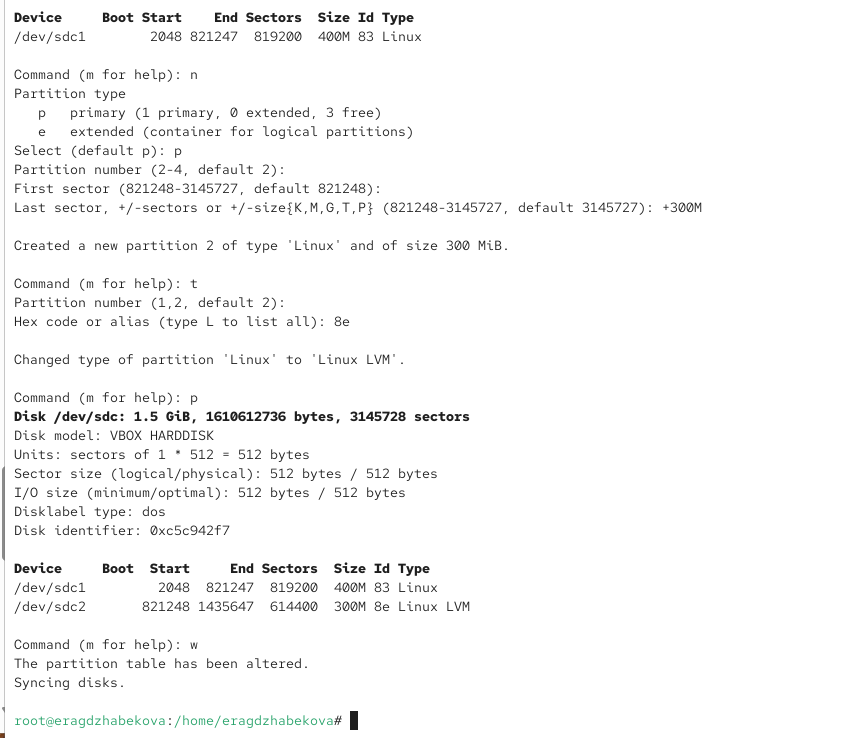 Device     Boot Start    End Sectors  Size Id Type
/dev/sdc1        2048 821247  819200  400M 83 Linux
Command (m for help): n
Partition type
   p   primary (1 primary, 0 extended, 3 free)
   e   extended (container for logical partitions)
Select (default p): p
Partition number (2-4, default 2):
First sector (821248-3145727, default 821248):
Last sector, +/-sectors or +/-size{K,M,G,T,P} (821248-3145727, default 3145727): +300M
Created a new partition 2 of type 'Linux' and of size 300 MiB.
Command (m for help): t
Partition number (1,2, default 2):
Hex code or alias (type L to list all): 8e
Changed type of partition 'Linux' to 'Linux LVM'.
Command (m for help): p
Disk /dev/sdc: 1.5 GiB, 1610612736 bytes, 3145728 sectors
Disk model: VBOX HARDDISK
Units: sectors of 1 * 512 = 512 bytes
Sector size (logical/physical): 512 bytes / 512 bytes
I/O size (minimum/optimal): 512 bytes / 512 bytes
Disklabel type: dos
Disk identifier: 0xc5c942f7
Device     Boot  Start     End Sectors  Size Id Type
/dev/sdc1         2048  821247  819200  400M 83 Linux
/dev/sdc2       821248 1435647  614400  300M 8e Linux LVM
Command (m for help): w
The partition table has been altered.
Syncing disks.
root@eragdzhabekova:/home/eragdzhabekova#